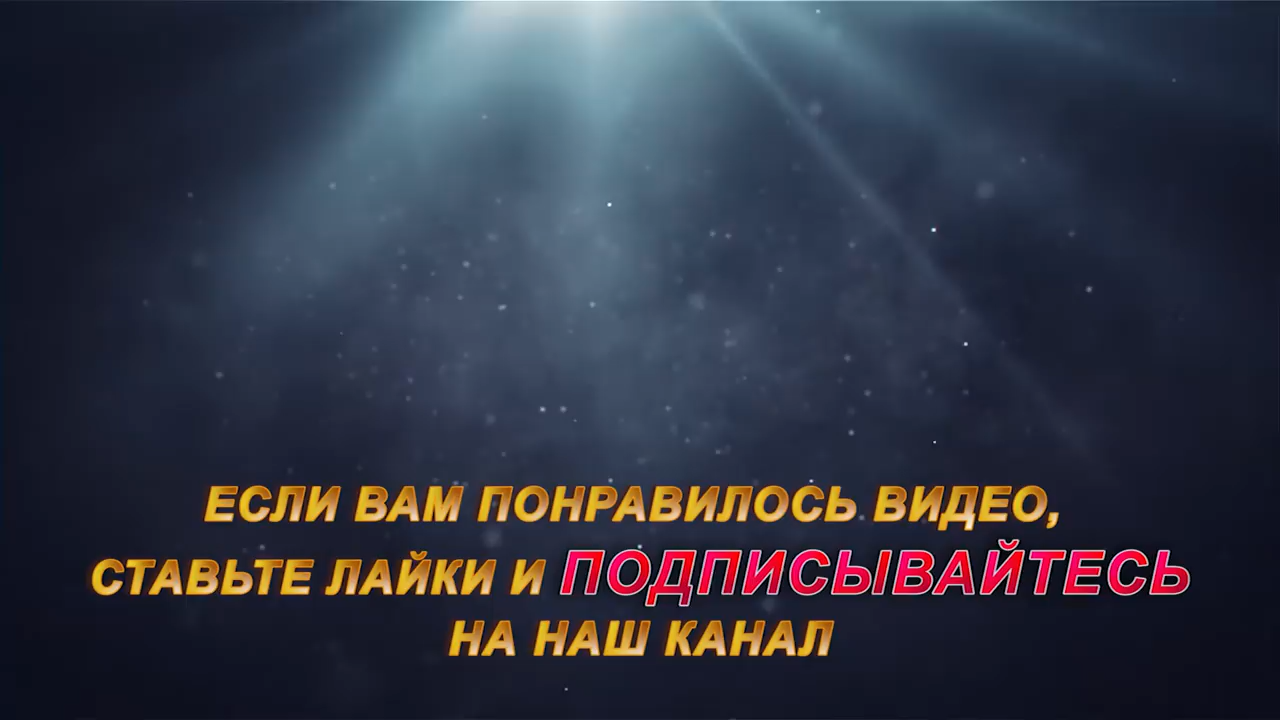 ЕСЛИ ВАМ ПОНРАВИЛОСЬ ВИДЕО,
СТАВЬТЕ ЛАЙКИ И ПОДПИСЫВАЙТЕСЬ
НА НАШ КАНАЛ